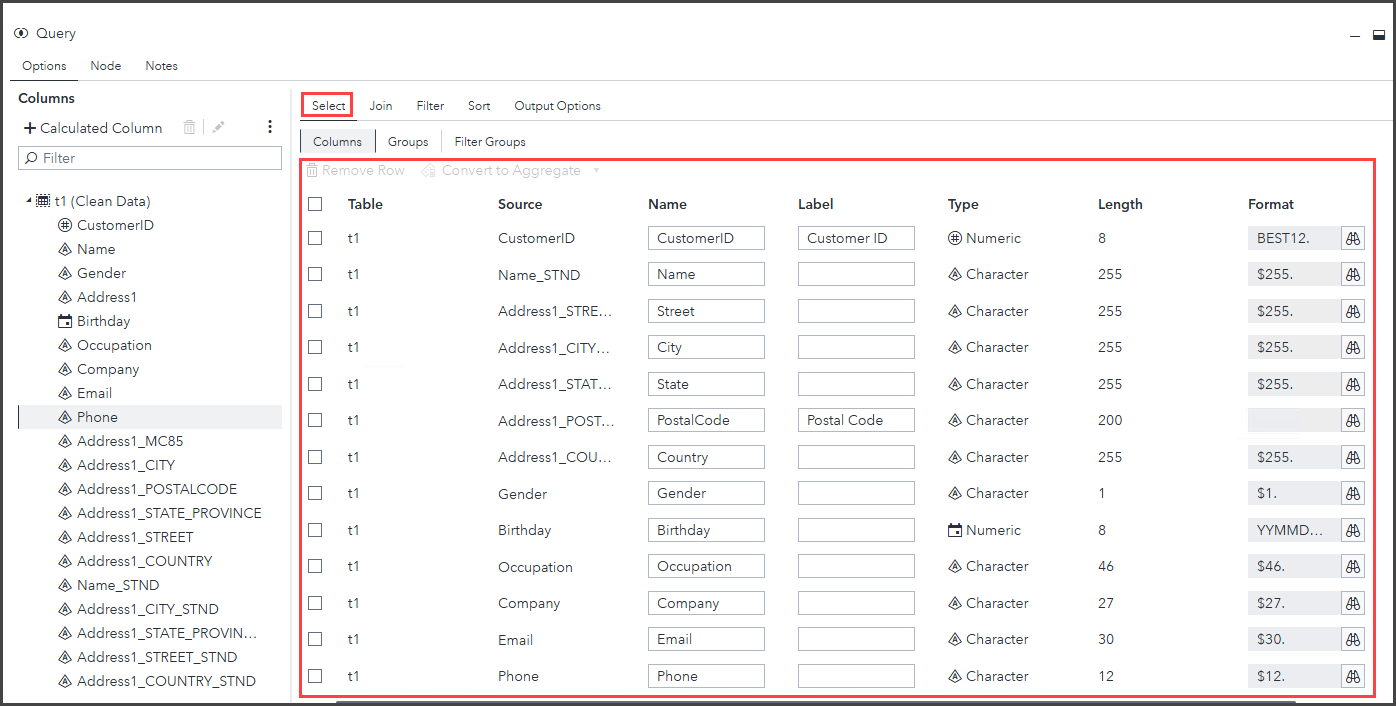 Query
Options Node Notes
Columns
Calculated Column
Filter
t1 (Clean Data)
CustomerID
Name
Gender
Address1
Birthday
Occupation
Company
Email
Phone
Address1_MC85
Address1_CITY
Address1_POSTALCODE
Address1_STATE_PROVINCE
Address1_STREET
Address1_COUNTRY
Name_STND
Address1_CITY_STND
Address1_STATE_PROVIN...
Address1_STREET_STND
Address1_COUNTRY_STND
Select Join Filter Sort Output Options
Columns Groups Filter Groups
Remove Row Convert to Aggregate
Table Source Name Label Type Length Format
t1 CustomerID CustomerID Customer ID Numeric 8 BEST12.
t1 Name_STND Name Character 255 $255.
t1 Address1_STRE... Street Character 255 $255.
t1 Address1_CITY... City Character 255 $255.
t1 Address1_STAT... State Character 255 $255.
t1 Address1_POST... PostalCode Postal Code Character 200
t1 Address1_COU... Country Character 255 $255.
t1 Gender Gender Character 1 $1.
t1 Birthday Birthday Numeric 8 YYMMD...
t1 Occupation Occupation Character 46 $46.
t1 Company Company Character 27 $27.
t1 Email Email Character 30 $30.
t1 Phone Phone Character 12 $12.